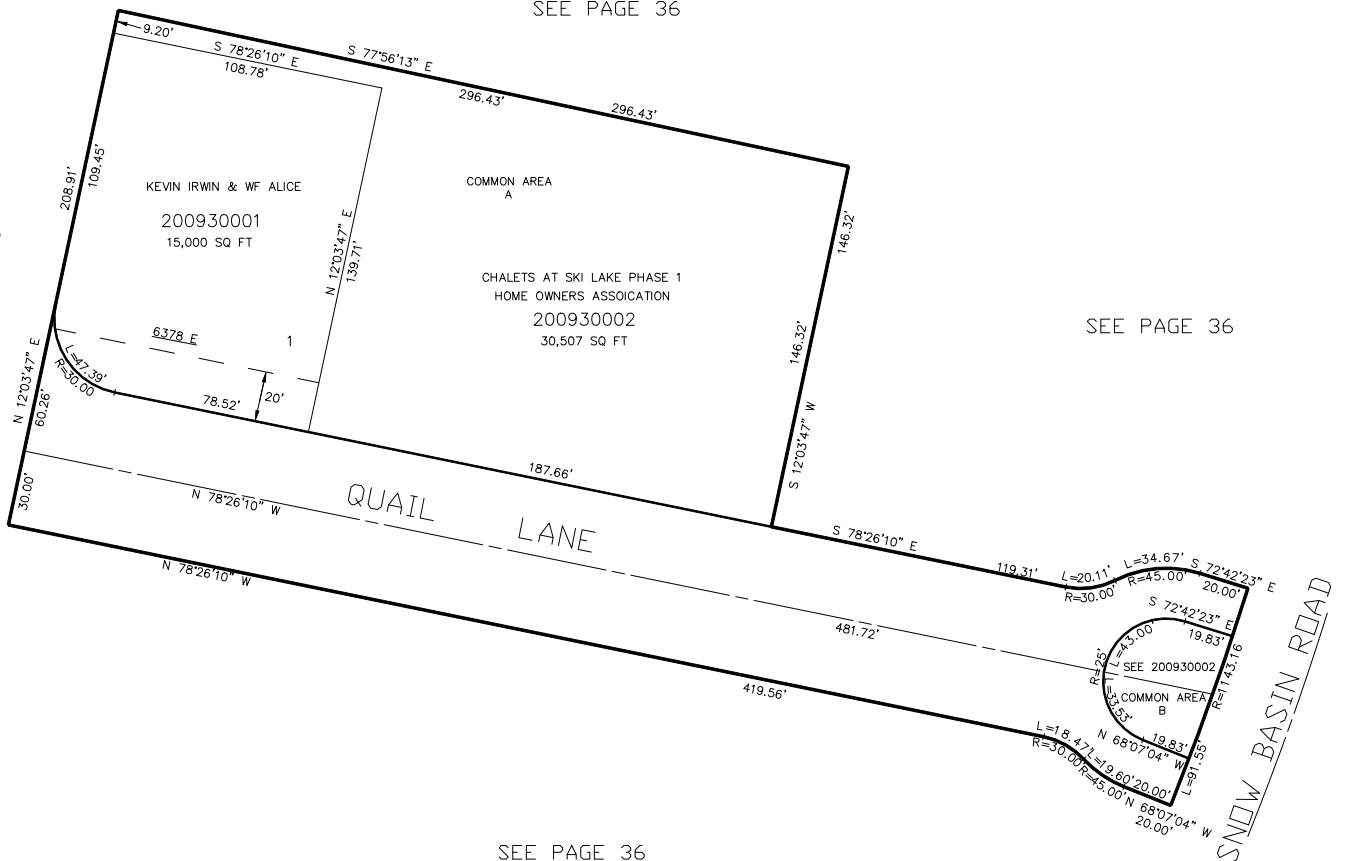 SEE PAGE 36
9.20'
S 78°26'10" E
108.78'
S 77°56'13" E
296.43'
296.43'
208.91'
109.45'
KEVIN IRWIN & WF ALICE
200930001
15,000 SQ FT
N 12°03'47" E
139.71'
COMMON AREA
A
CHALETS AT SKI LAKE PHASE 1
HOME OWNERS ASSOICATION
200930002
30,507 SQ FT
146.32'
146.32'
S 12°03'47" W
SEE PAGE 36
6378 E
1
20'
L=47.39'
R=30.00
78.52'
N 12°03'47" E
60.26'
30.00'
187.66'
N 78°26'10" W
QUAIL LANE
S 78°26'10" E
119.31'
N 78°26'10" W
481.72'
419.56'
L=20.11'
R=30.00'
L=34.67'
R=45.00'
S 72°42'23" E
20.00'
S 72°42'23" E
19.83'
L=43.00'
R=25'
L=33.53'
SEE 200930002
COMMON AREA
B
19.83'
N 68°07'04" W
R=1143.16
L=91.55'
L=18.47'
R=30.00'
L=19.60'
R=45.00'
20.00'
N 68°07'04" W
20.00'
SNOW BASIN ROAD
SEE PAGE 36